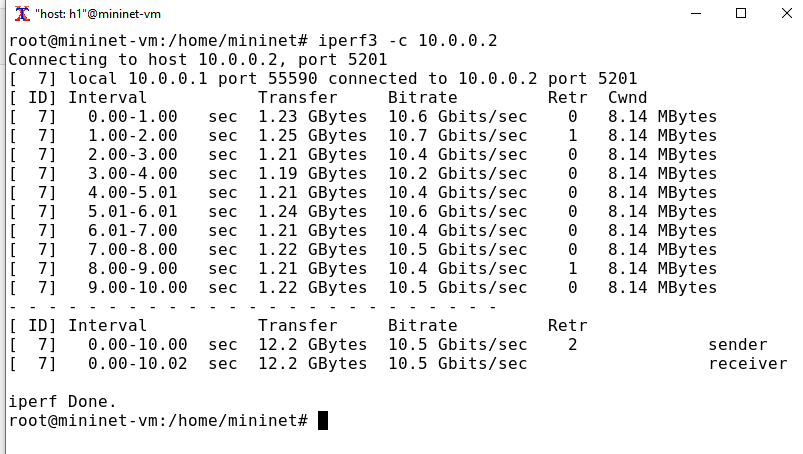 "host: h1"@mininet-vm
root@mininet-vm:/home/mininet# iperf3 -c 10.0.0.2
Connecting to host 10.0.0.2, port 5201
[  7] local 10.0.0.1 port 55590 connected to 10.0.0.2 port 5201
[ ID] Interval           Transfer     Bitrate         Retr  Cwnd
[  7]   0.00-1.00   sec  1.23 GBytes  10.6 Gbits/sec    0   8.14 MBytes
[  7]   1.00-2.00   sec  1.25 GBytes  10.7 Gbits/sec    1   8.14 MBytes
[  7]   2.00-3.00   sec  1.21 GBytes  10.4 Gbits/sec    0   8.14 MBytes
[  7]   3.00-4.00   sec  1.19 GBytes  10.2 Gbits/sec    0   8.14 MBytes
[  7]   4.00-5.01   sec  1.21 GBytes  10.4 Gbits/sec    0   8.14 MBytes
[  7]   5.01-6.01   sec  1.24 GBytes  10.6 Gbits/sec    0   8.14 MBytes
[  7]   6.01-7.00   sec  1.21 GBytes  10.4 Gbits/sec    0   8.14 MBytes
[  7]   7.00-8.00   sec  1.22 GBytes  10.5 Gbits/sec    0   8.14 MBytes
[  7]   8.00-9.00   sec  1.21 GBytes  10.4 Gbits/sec    1   8.14 MBytes
[  7]   9.00-10.00  sec  1.22 GBytes  10.5 Gbits/sec    0   8.14 MBytes
- - - - - - - - - - - - - - - - - - - - - - - - -
[ ID] Interval           Transfer     Bitrate         Retr
[  7]   0.00-10.00  sec  12.2 GBytes  10.5 Gbits/sec    2             sender
[  7]   0.00-10.02  sec  12.2 GBytes  10.5 Gbits/sec                  receiver
iperf Done.
root@mininet-vm:/home/mininet#